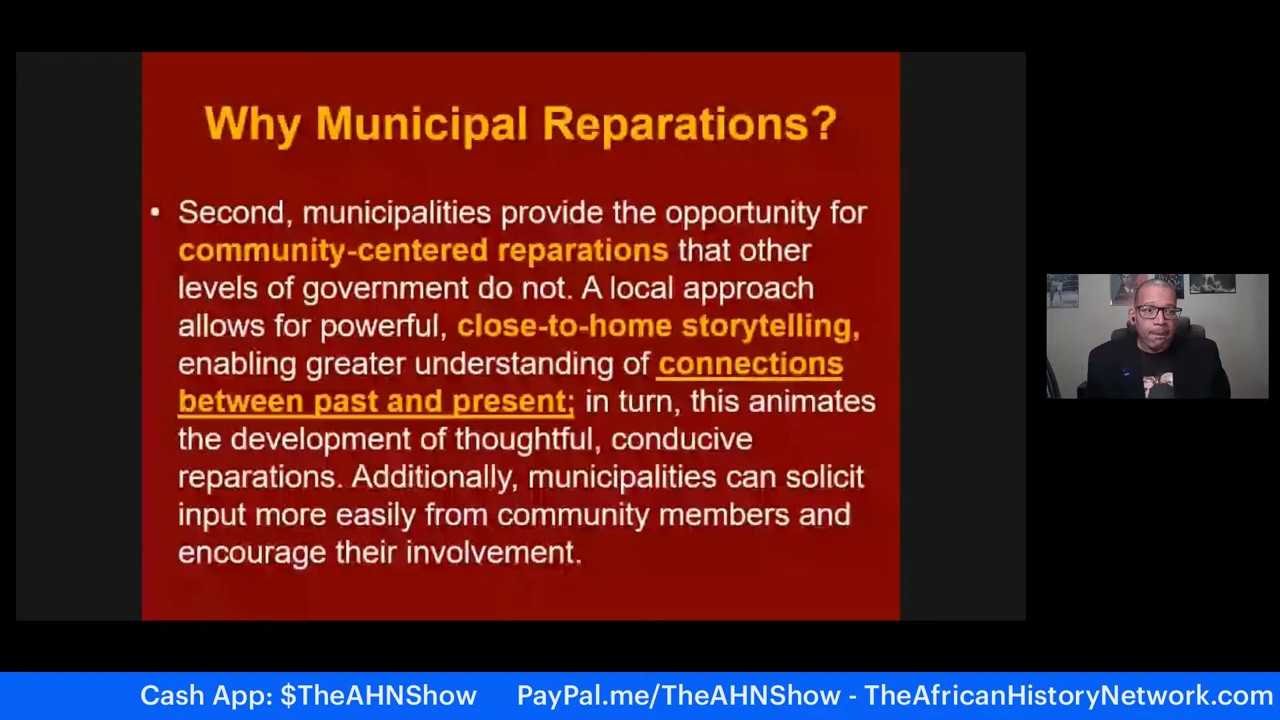 Why Municipal Reparations?
• Second, municipalities provide the opportunity for
community-centered reparations that other
levels of government do not. A local approach
allows for powerful, close-to-home storytelling,
enabling greater understanding of connections
between past and present; in turn, this animates
the development of thoughtful, conducive
reparations. Additionally, municipalities can solicit
input more easily from community members and
encourage their involvement.
Cash App: $TheAHNShow PayPal.me/TheAHNShow - TheAfricanHistoryNetwork.com